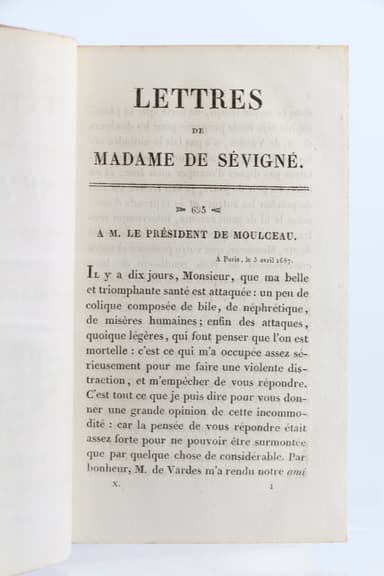 LETTRES
DE
MADAME DE SÉVIGNÉ.
695
A M. LE PRÉSIDENT DE MOULCEAU.
A Paris, le 3 avril 1687.
IL y a dix jours, Monsieur, que ma belle
et triomphante santé est attaquée : un peu de
colique composée de bile, de néphrétique,
de misères humaines; enfin des attaques,
quoique légères, qui font penser que l'on est
mortelle : c'est ce qui m'a occupée assez sé-
rieusement pour me faire une violente dis-
traction, et m'empêcher de vous répondre.
C'est tout ce que je puis dire pour vous don-
ner une grande opinion de cette incommo-
dité : car la pensée de vous répondre était
assez forte pour ne pouvoir être surmontée
que par quelque chose de considérable. Par
bonheur, M. de Vardes m'a rendu notre ami
X. 1